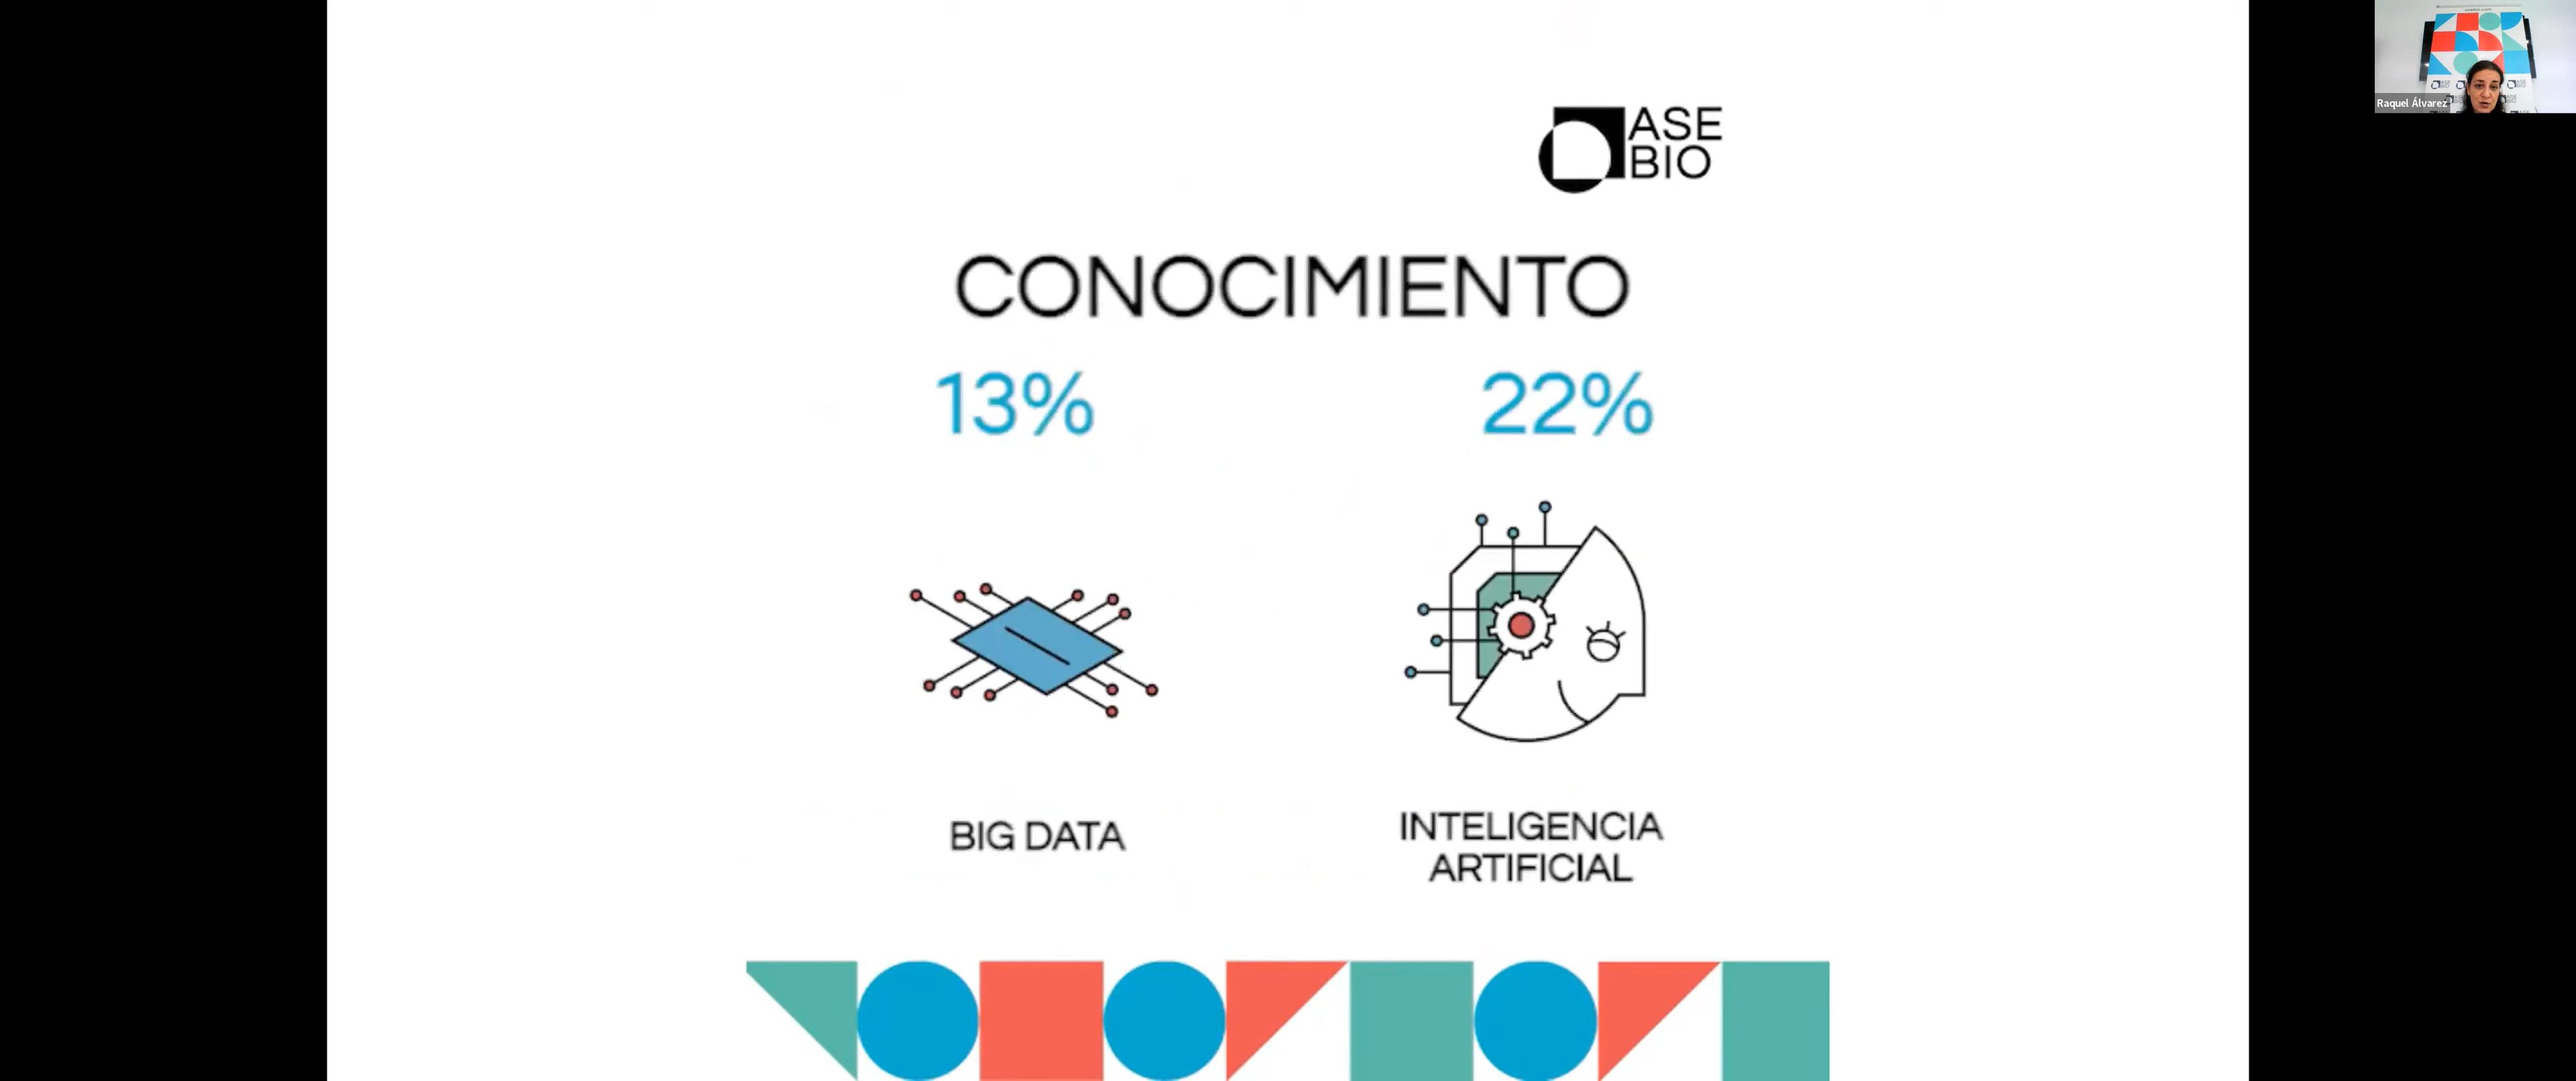 ASE
BIO
CONOCIMIENTO
13%
22%
BIG DATA
INTELIGENCIA
ARTIFICIAL
Raquel Álvarez